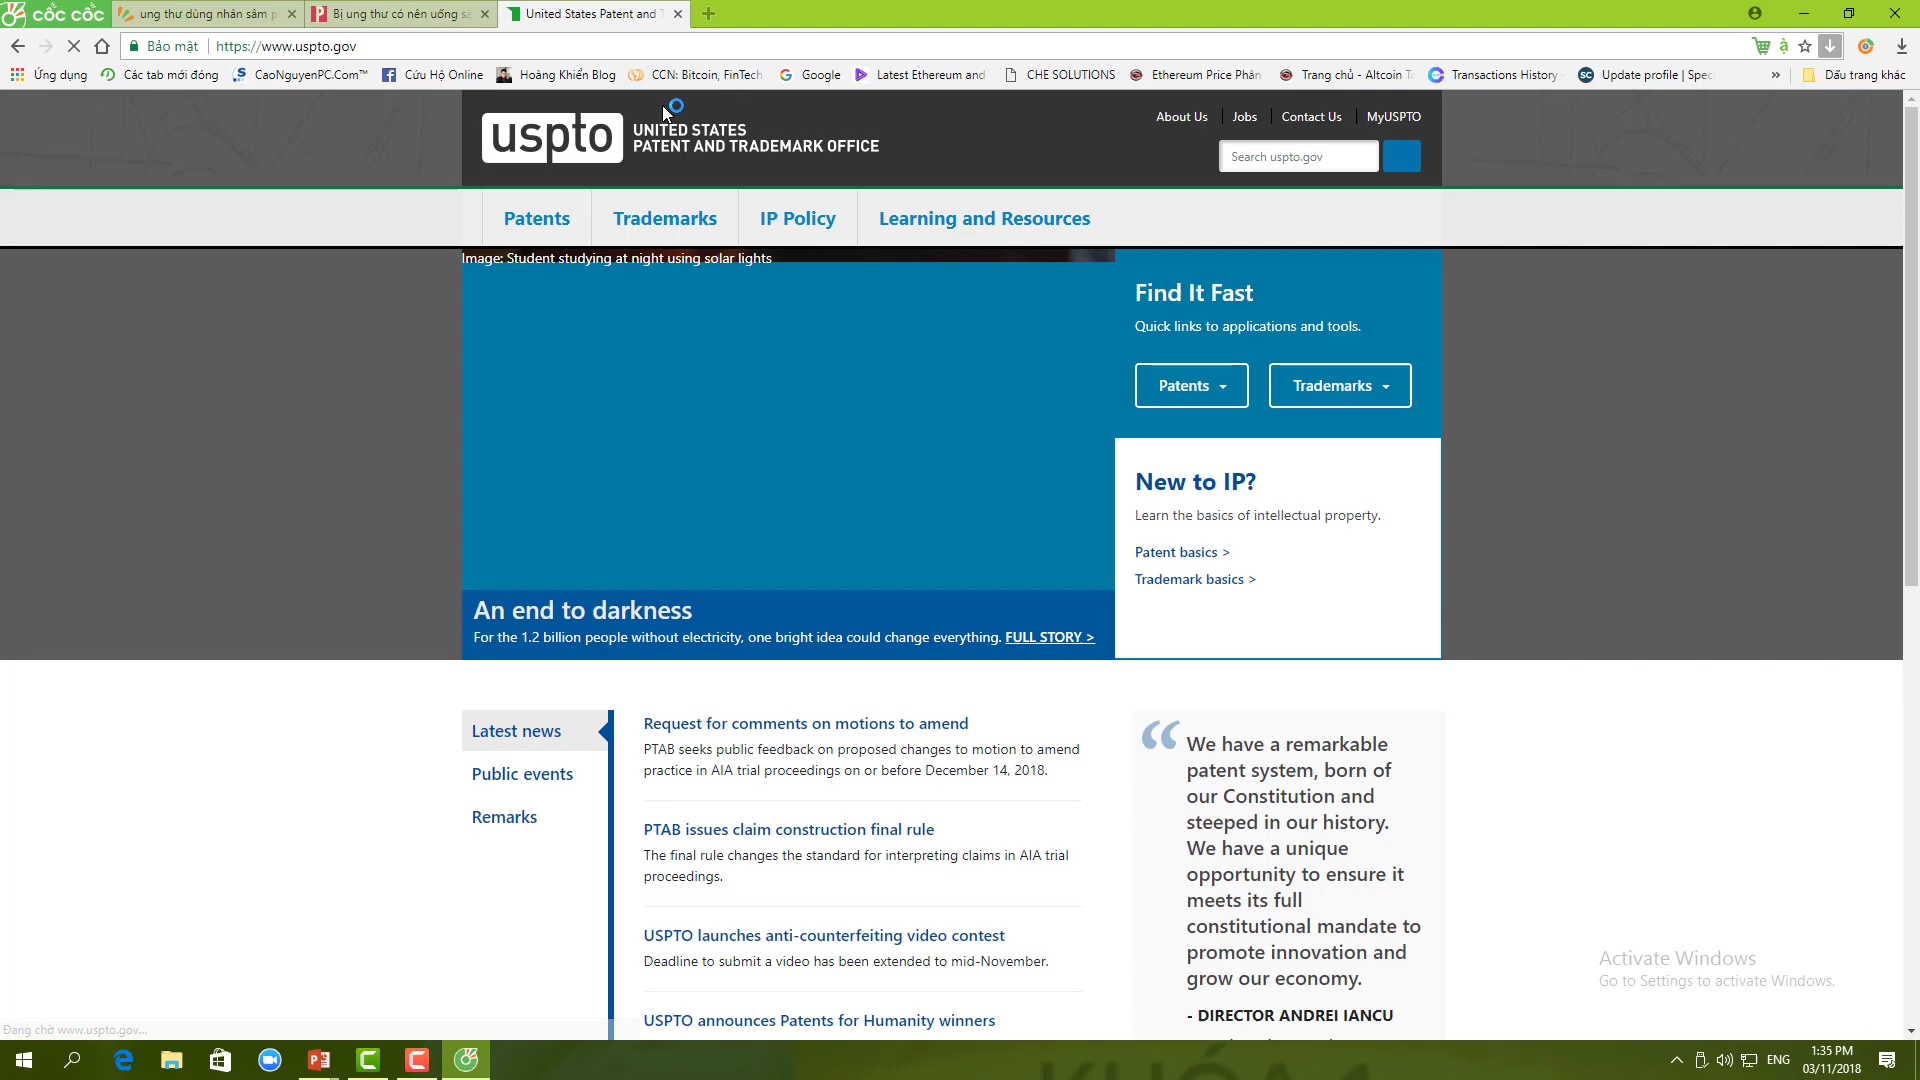 cốc cốc
ung thư dùng nhân sâm p
Bị ung thư có nên uống sâ
United States Patent and T
Bảo mật
https://www.uspto.gov
Ứng dụng
Các tab mới đóng
CaoNguyenPC.Com™
Cứu Hộ Online
Hoàng Khiển Blog
CCN: Bitcoin, FinTech,
Google
Latest Ethereum and
CHE SOLUTIONS
Ethereum Price Phân
Trang chủ - Altcoin To
Transactions History
Update profile | Spec
»
Dấu trang khác
uspto
UNITED STATES
PATENT AND TRADEMARK OFFICE
About Us
Jobs
Contact Us
MyUSPTO
Search uspto.gov
Patents
Trademarks
IP Policy
Learning and Resources
Image: Student studying at night using solar lights
Find It Fast
Quick links to applications and tools.
Patents
Trademarks
New to IP?
Learn the basics of intellectual property.
Patent basics >
Trademark basics >
An end to darkness
For the 1.2 billion people without electricity, one bright idea could change everything. FULL STORY >
Latest news
Public events
Remarks
Request for comments on motions to amend
PTAB seeks public feedback on proposed changes to motion to amend
practice in AIA trial proceedings on or before December 14, 2018.
PTAB issues claim construction final rule
The final rule changes the standard for interpreting claims in AIA trial
proceedings.
USPTO launches anti-counterfeiting video contest
Deadline to submit a video has been extended to mid-November.
USPTO announces Patents for Humanity winners
“
We have a remarkable
patent system, born of
our Constitution and
steeped in our history.
We have a unique
opportunity to ensure it
meets its full
constitutional mandate to
promote innovation and
grow our economy.
- DIRECTOR ANDREI IANCU
Activate Windows
Go to Settings to activate Windows.
Đang chờ www.uspto.gov...
ENG
1:35 PM
03/11/2018